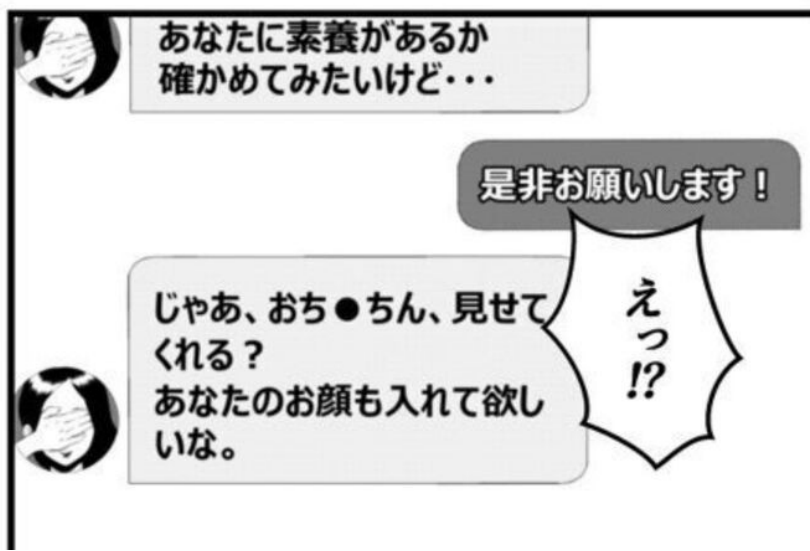 あなたに素養があるか
確かめてみたいけど・・・
是非お願いします！
えっ!?
じゃあ、おち●ちん、見せて
くれる？
あなたのお顔も入れて欲し
いな。